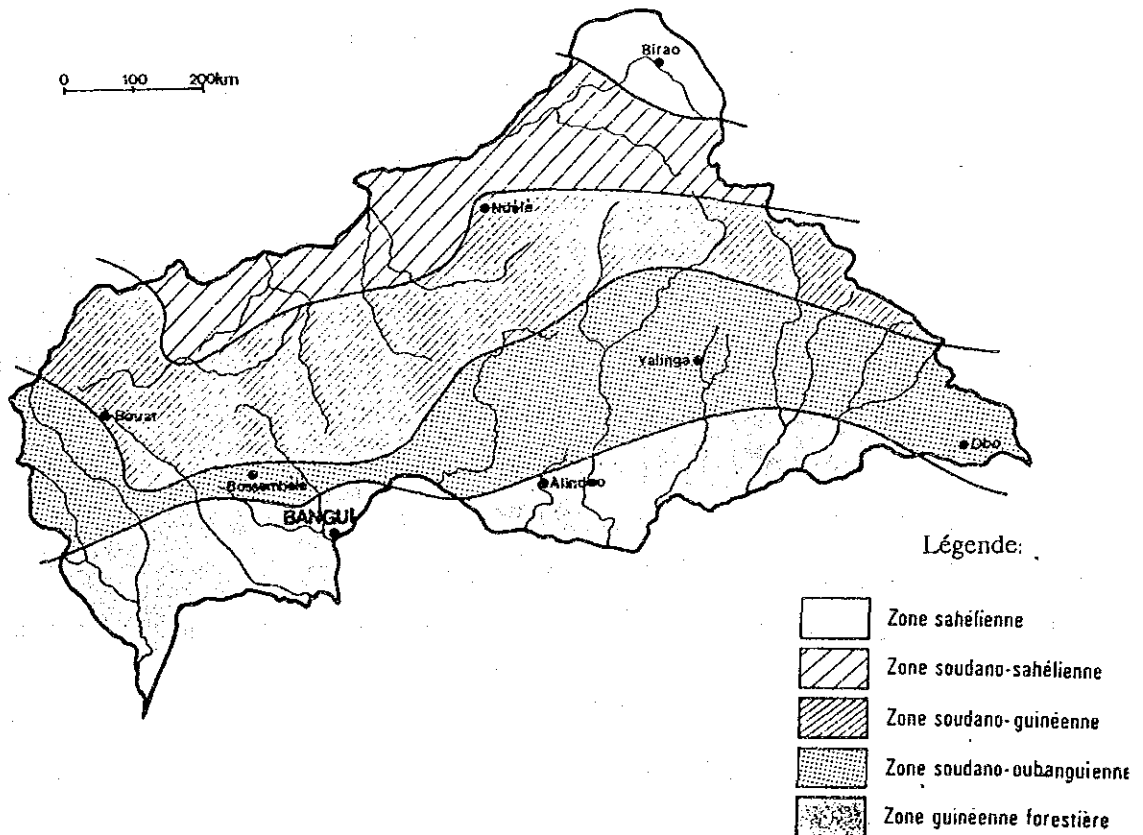 Birao
0 100 200km
Ndélé
Yalinga
Bouar
Obo
Bossembele
Alindao
BANGUI
Légende:
Zone sahélienne
Zone soudano-sahélienne
Zone soudano-guinéenne
Zone soudano-oubanguienne
Zone guinéenne forestière